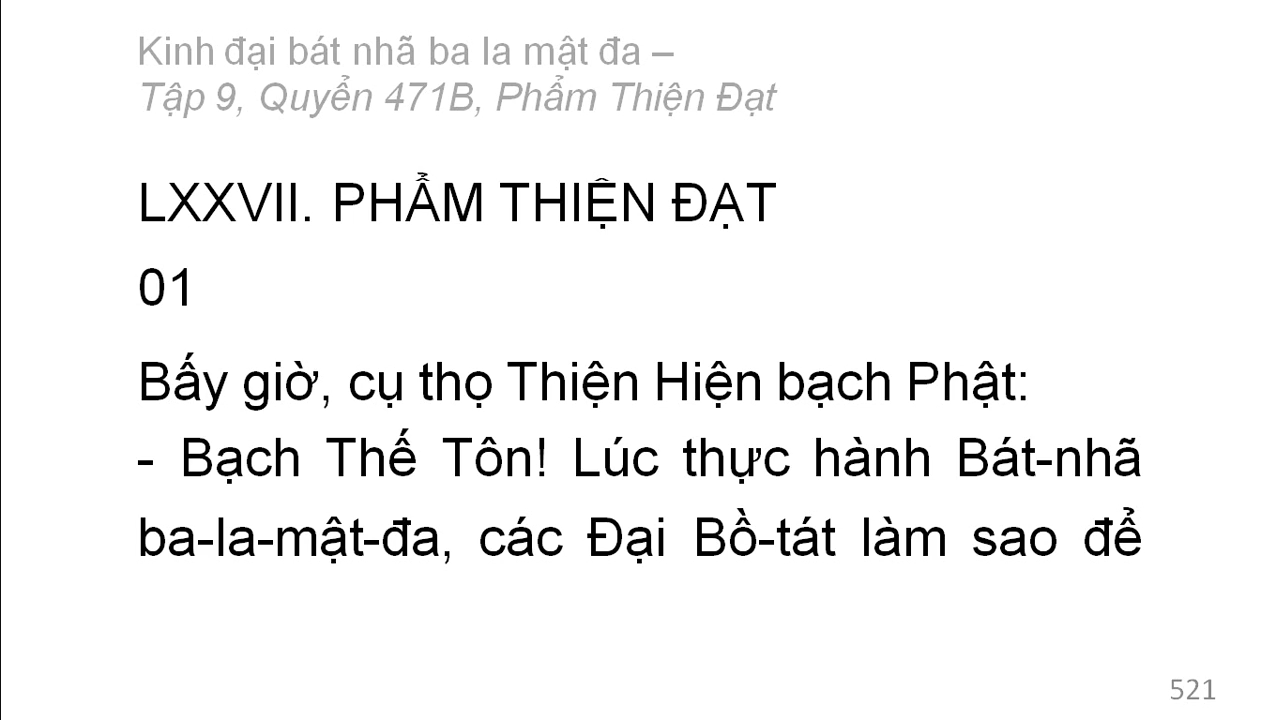 Kinh đại bát nhã ba la mật đa –
Tập 9, Quyển 471B, Phẩm Thiện Đạt
LXXVII. PHẨM THIỆN ĐẠT
01
Bấy giờ, cụ thọ Thiện Hiện bạch Phật:
- Bạch Thế Tôn! Lúc thực hành Bát-nhã
ba-la-mật-đa, các Đại Bồ-tát làm sao để
521